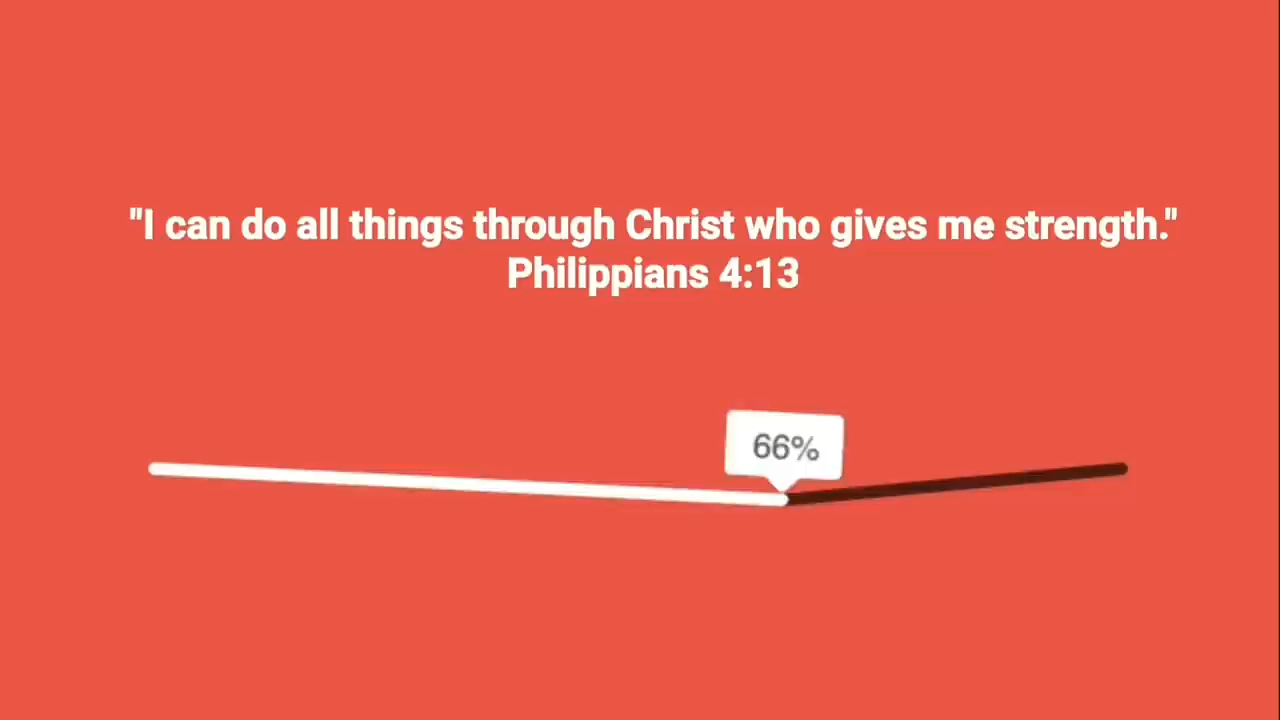 "I can do all things through Christ who gives me strength."
Philippians 4:13
66%